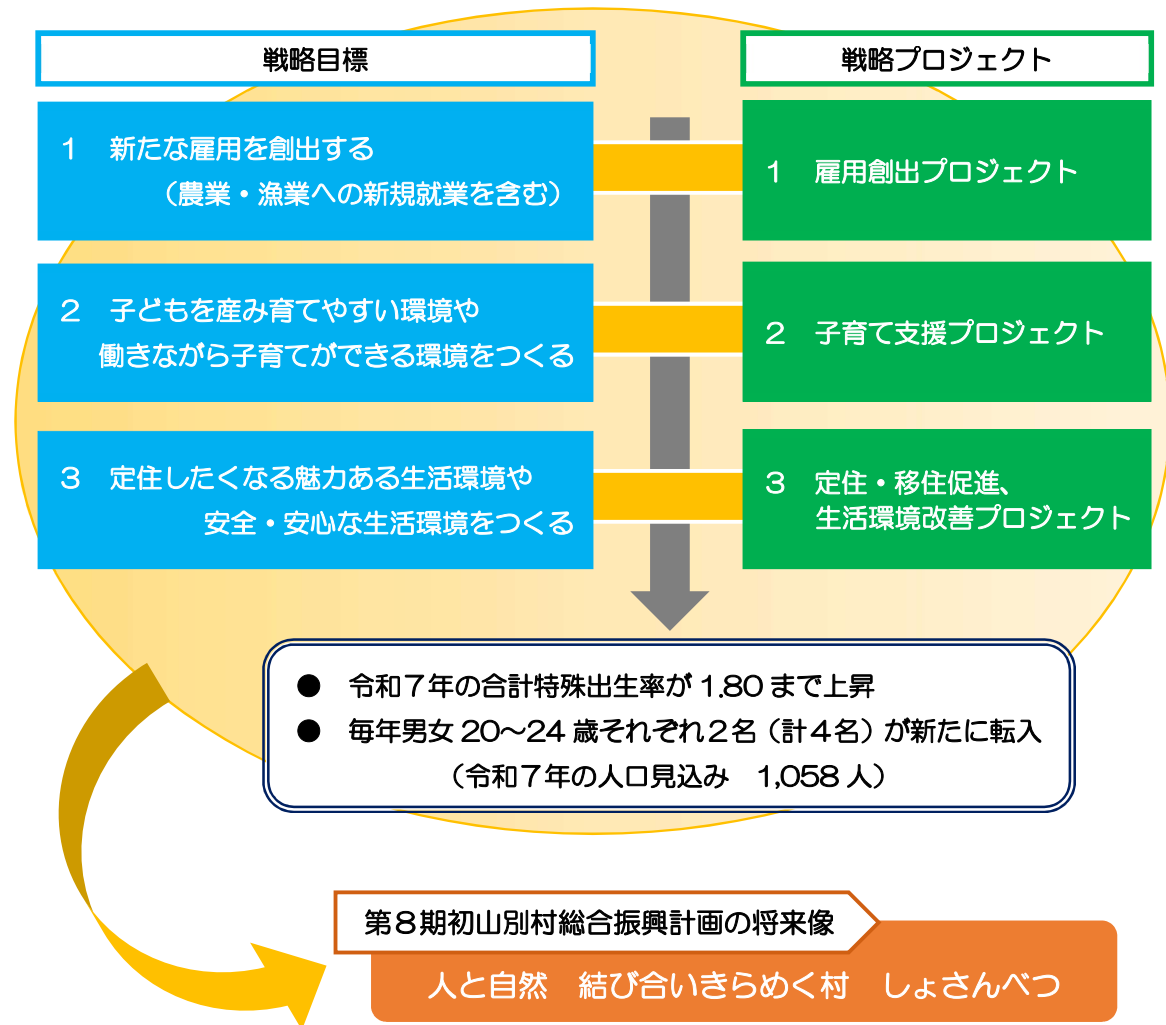 戦略目標
戦略プロジェクト
1 新たな雇用を創出する
（農業・漁業への新規就業を含む）
1 雇用創出プロジェクト
2 子どもを産み育てやすい環境や
働きながら子育てができる環境をつくる
2 子育て支援プロジェクト
3 定住したくなる魅力ある生活環境や
安全・安心な生活環境をつくる
3 定住・移住促進、
生活環境改善プロジェクト
● 令和７年の合計特殊出生率が 1.80 まで上昇
● 毎年男女 20～24 歳それぞれ２名（計４名）が新たに転入
（令和７年の人口見込み　1,058 人）
第８期初山別村総合振興計画の将来像
人と自然　結び合いきらめく村　しょさんべつ